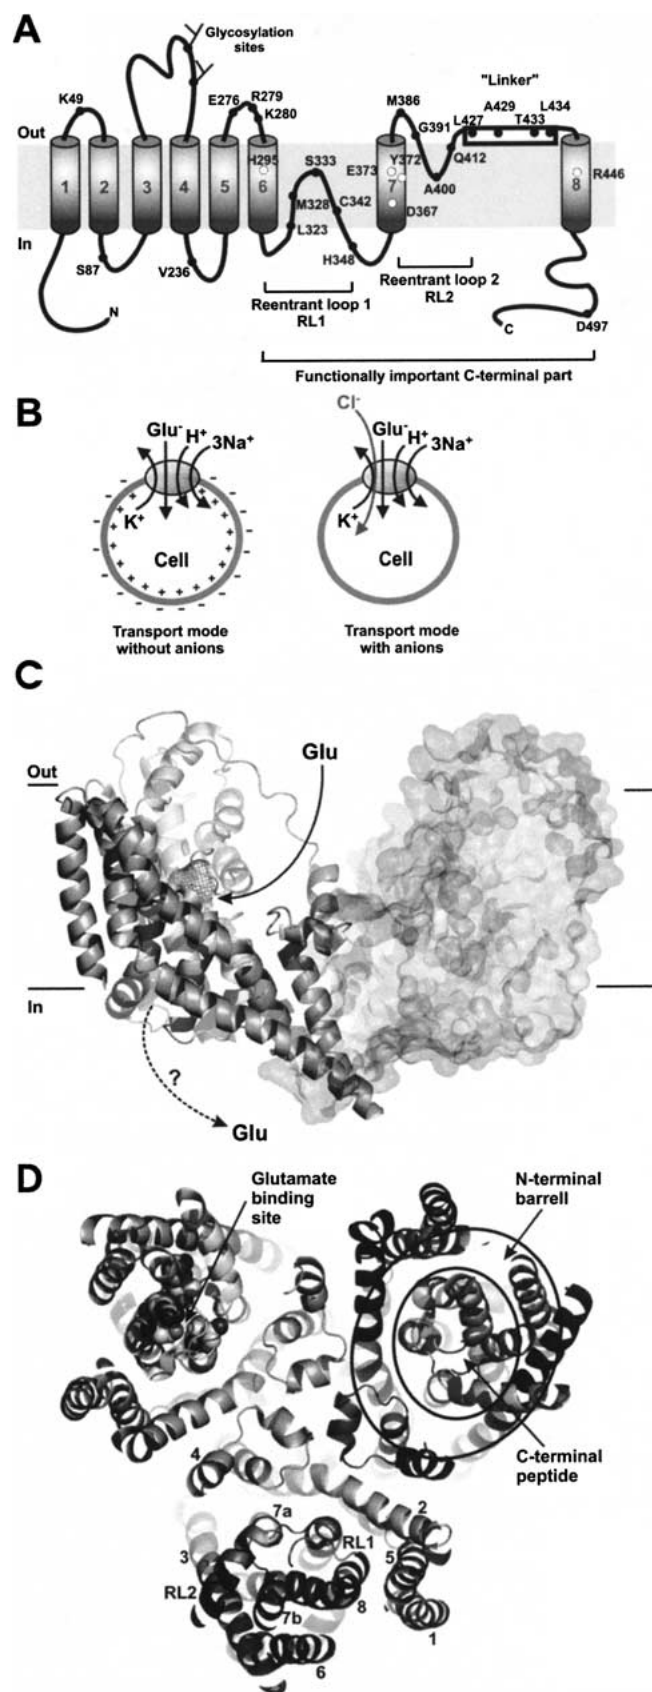 A
Glycosylation
sites
"Linker"
K49
E276
R279
K280
M386
G391
L427
A429
T433
L434
Out
H295
S333
E373
Y372
Q412
1
2
3
4
5
6
7
8
R446
M328
C342
A400
D367
L323
In
S87
V236
H348
N
Reentrant loop 1
RL1
Reentrant loop 2
RL2
C
D497
Functionally important C-terminal part
B
Glu-
H+
3Na+
K+
Cell
Transport mode
without anions
Cl-
Glu-
H+
3Na+
K+
Cell
Transport mode
with anions
C
Glu
Out
In
?
Glu
D
Glutamate
binding
site
N-terminal
barrell
C-terminal
peptide
4
7a
2
3
RL1
5
RL2
7b
8
1
6